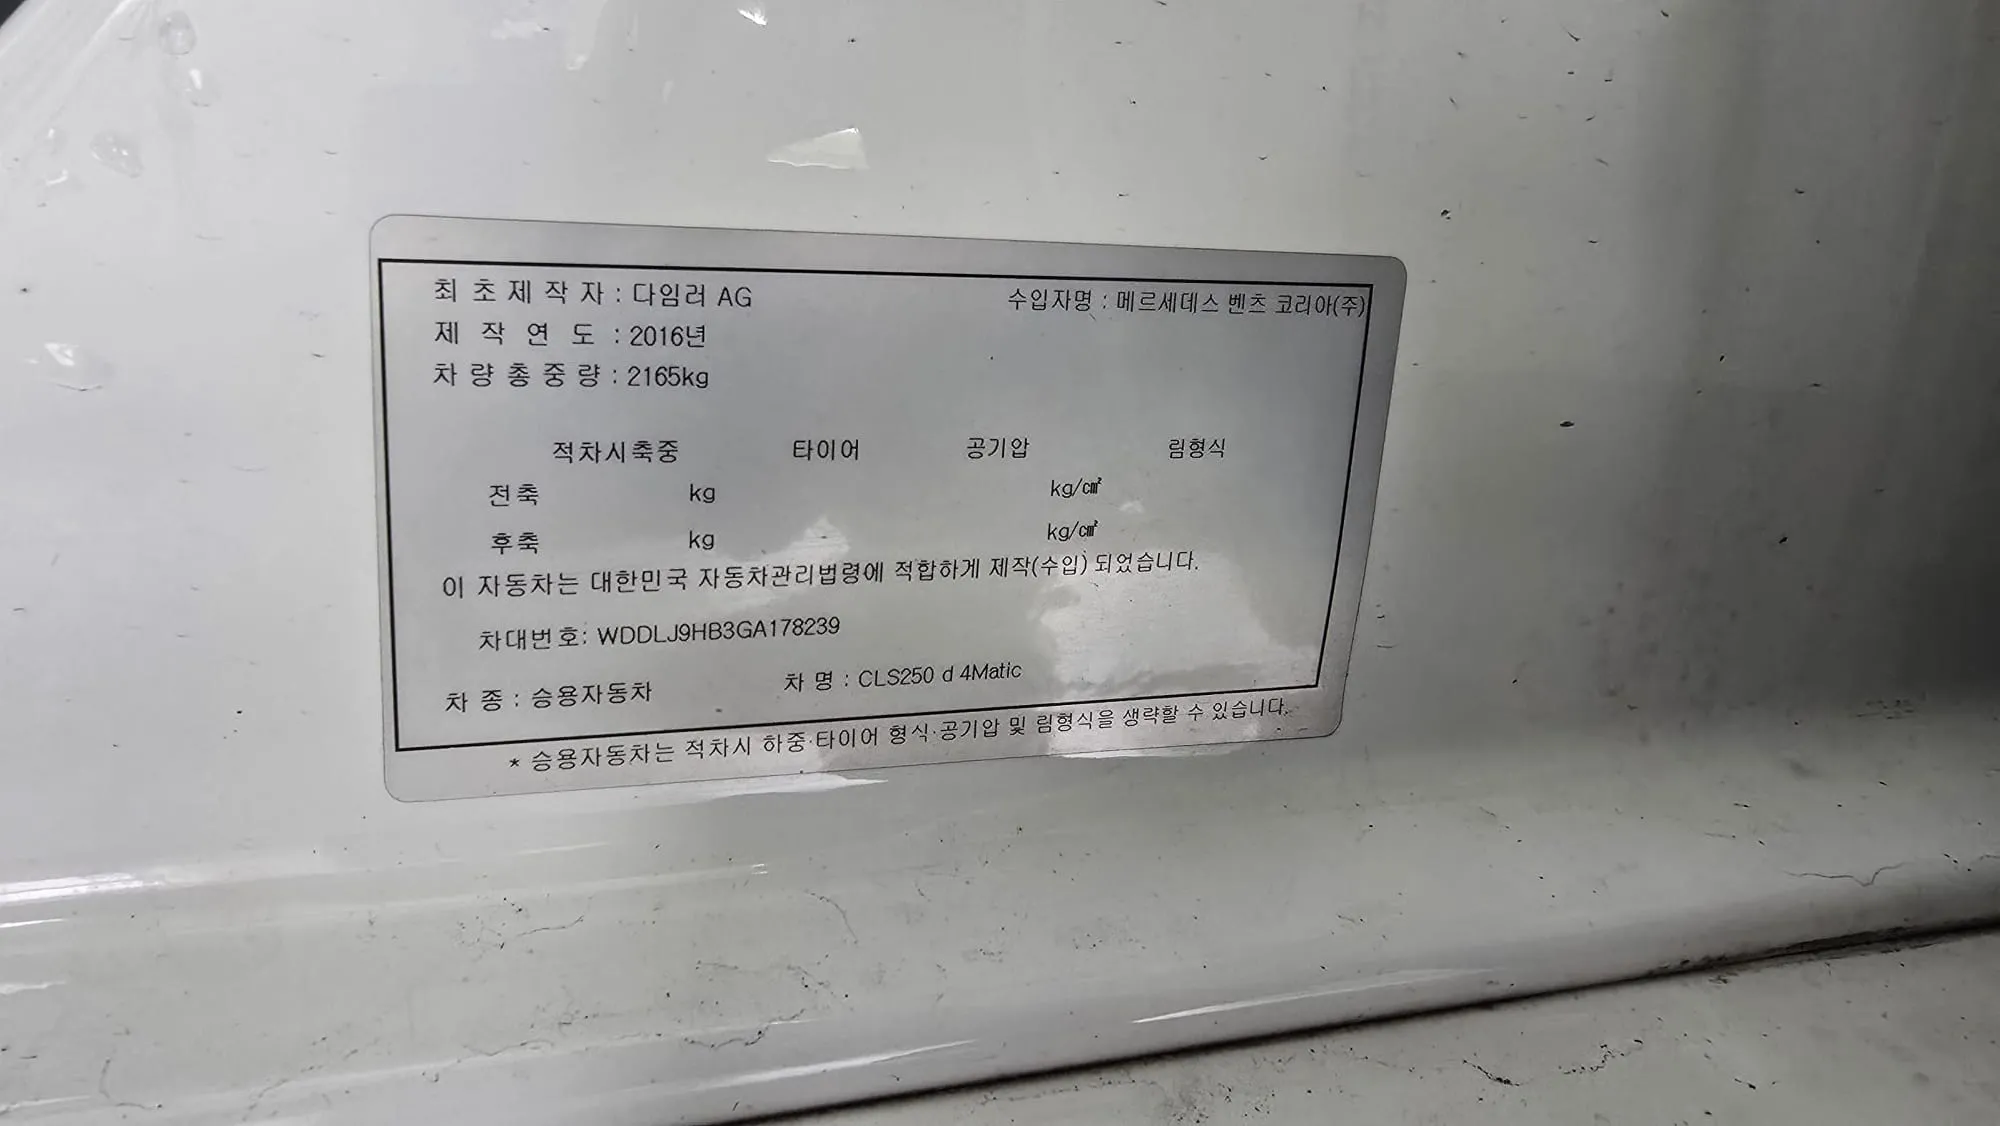 최초제작자 : 다임러 AG 수입자명 : 메르세데스 벤츠 코리아(주)
제작연도 : 2016년
차량총중량 : 2165kg
적차시축중 타이어 공기압 림형식
전축 kg kg/㎠
후축 kg kg/㎠
이 자동차는 대한민국 자동차관리법령에 적합하게 제작(수입) 되었습니다.
차대번호: WDDLJ9HB3GA178239
차 종 : 승용자동차 차 명 : CLS250 d 4Matic
* 승용자동차는 적차시 하중·타이어 형식·공기압 및 림형식을 생략할 수 있습니다.